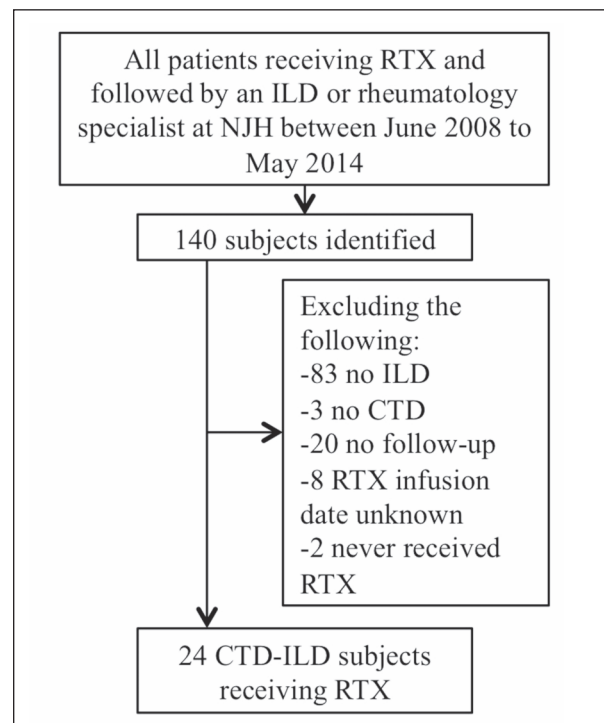 All patients receiving RTX and
followed by an ILD or rheumatology
specialist at NJH between June 2008 to
May 2014
140 subjects identified
Excluding the
following:
-83 no ILD
-3 no CTD
-20 no follow-up
-8 RTX infusion
date unknown
-2 never received
RTX
24 CTD-ILD subjects
receiving RTX